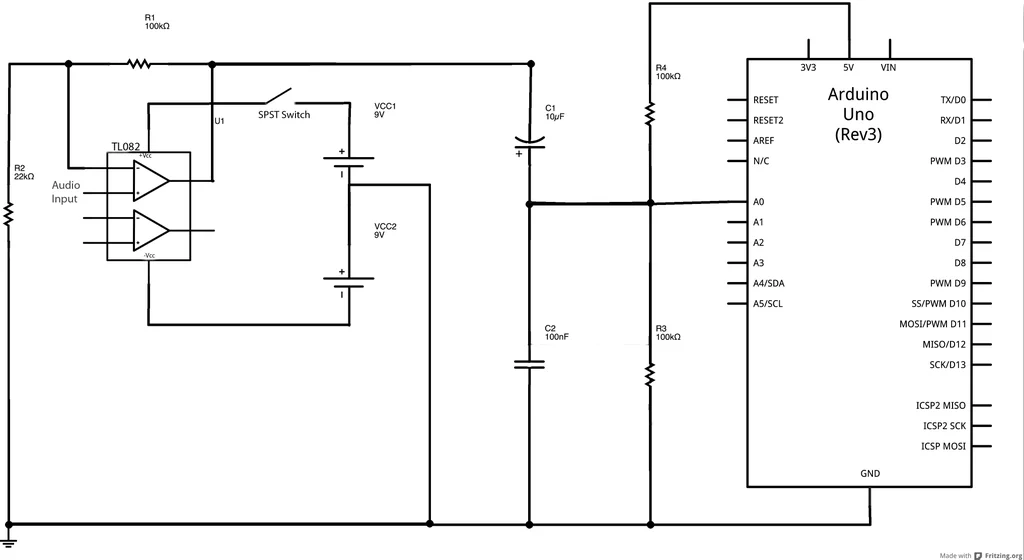 R1
100kΩ
R4
100kΩ
3V3
5V
VIN
Arduino
Uno
(Rev3)
RESET
RESET2
AREF
N/C
A0
A1
A2
A3
A4/SDA
A5/SCL
TX/D0
RX/D1
D2
PWM D3
D4
PWM D5
PWM D6
D7
D8
PWM D9
SS/PWM D10
MOSI/PWM D11
MISO/D12
SCK/D13
ICSP2 MISO
ICSP2 SCK
ICSP MOSI
GND
SPST Switch
VCC1
9V
C1
10µF
+
U1
TL082
+Vcc
-
+
-
+
-Vcc
R2
22kΩ
Audio
Input
+
-
VCC2
9V
+
-
C2
100nF
R3
100kΩ
Made with Fritzing.org